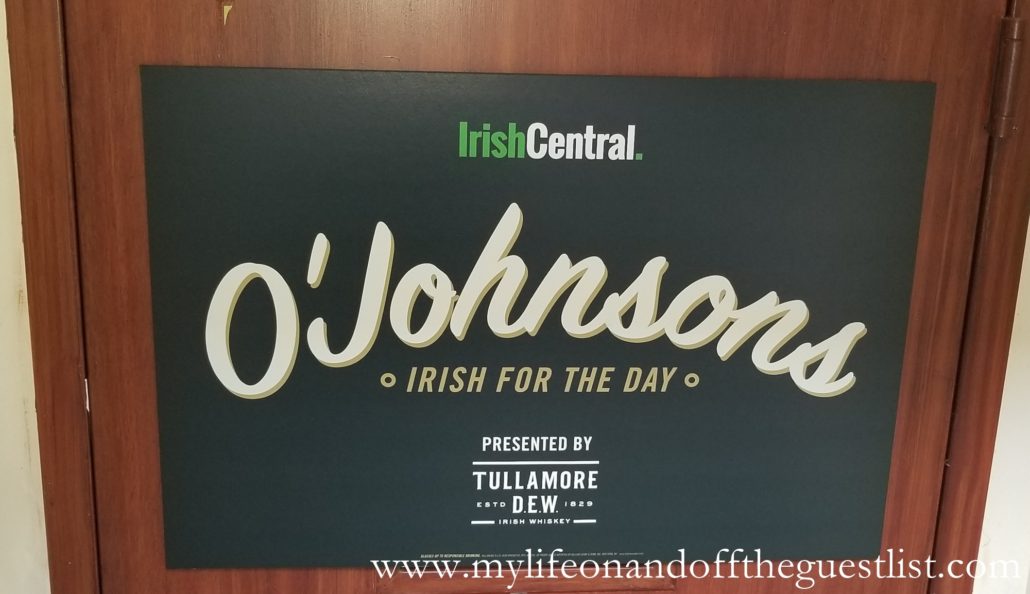 IrishCentral.
O'Johnsons
IRISH FOR THE DAY
PRESENTED BY
TULLAMORE
ESTD D.E.W. 1829
IRISH WHISKEY
www.mylifeonandofftheguestlist.com